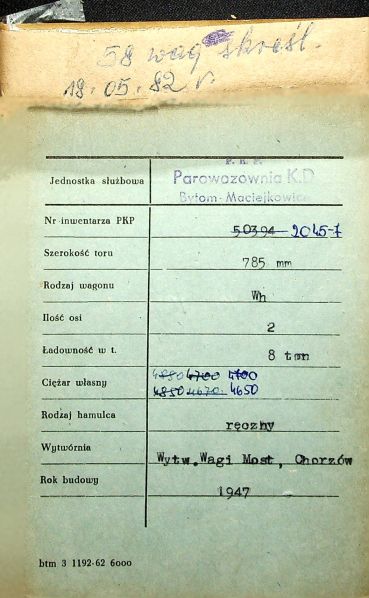 58 wag skreśl.
18.05.82 r.
P. K. P.
Jednostka służbowa Parowozownia K.D
Bytom-Maciejkowice
Nr inwentarza PKP 50394 2045-7
Szerokość toru 785 mm
Rodzaj wagonu Wh
Ilość osi 2
Ładowność w t. 8 ton
4700 4700
Ciężar własny 4850 4670 4650
Rodzaj hamulca ręczny
Wytwórnia Wytw.Wagi Most, Chorzów
Rok budowy 1947
btm 3 1192-62 6000